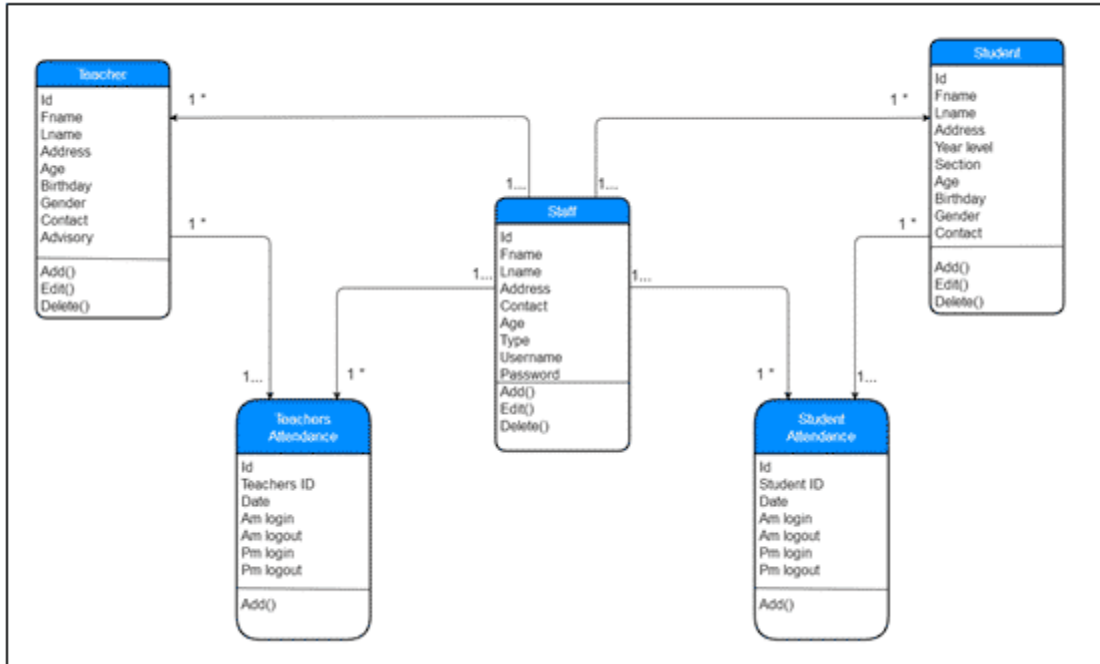 Teacher
Id
Fname
Lname
Address
Age
Birthday
Gender
Contact
Advisory
Add()
Edit()
Delete()
1 *
1 *
1...
1...
1 *
Student
Id
Fname
Lname
Address
Year level
Section
Age
Birthday
Gender
Contact
Add()
Edit()
Delete()
1 *
Staff
Id
Fname
Lname
Address
Contact
Age
Type
Username
Password
Add()
Edit()
Delete()
1...
1...
1...
1 *
1 *
1...
Teachers
Attendance
Id
Teachers ID
Date
Am login
Am logout
Pm login
Pm logout
Add()
Student
Attendance
Id
Student ID
Date
Am login
Am logout
Pm login
Pm logout
Add()